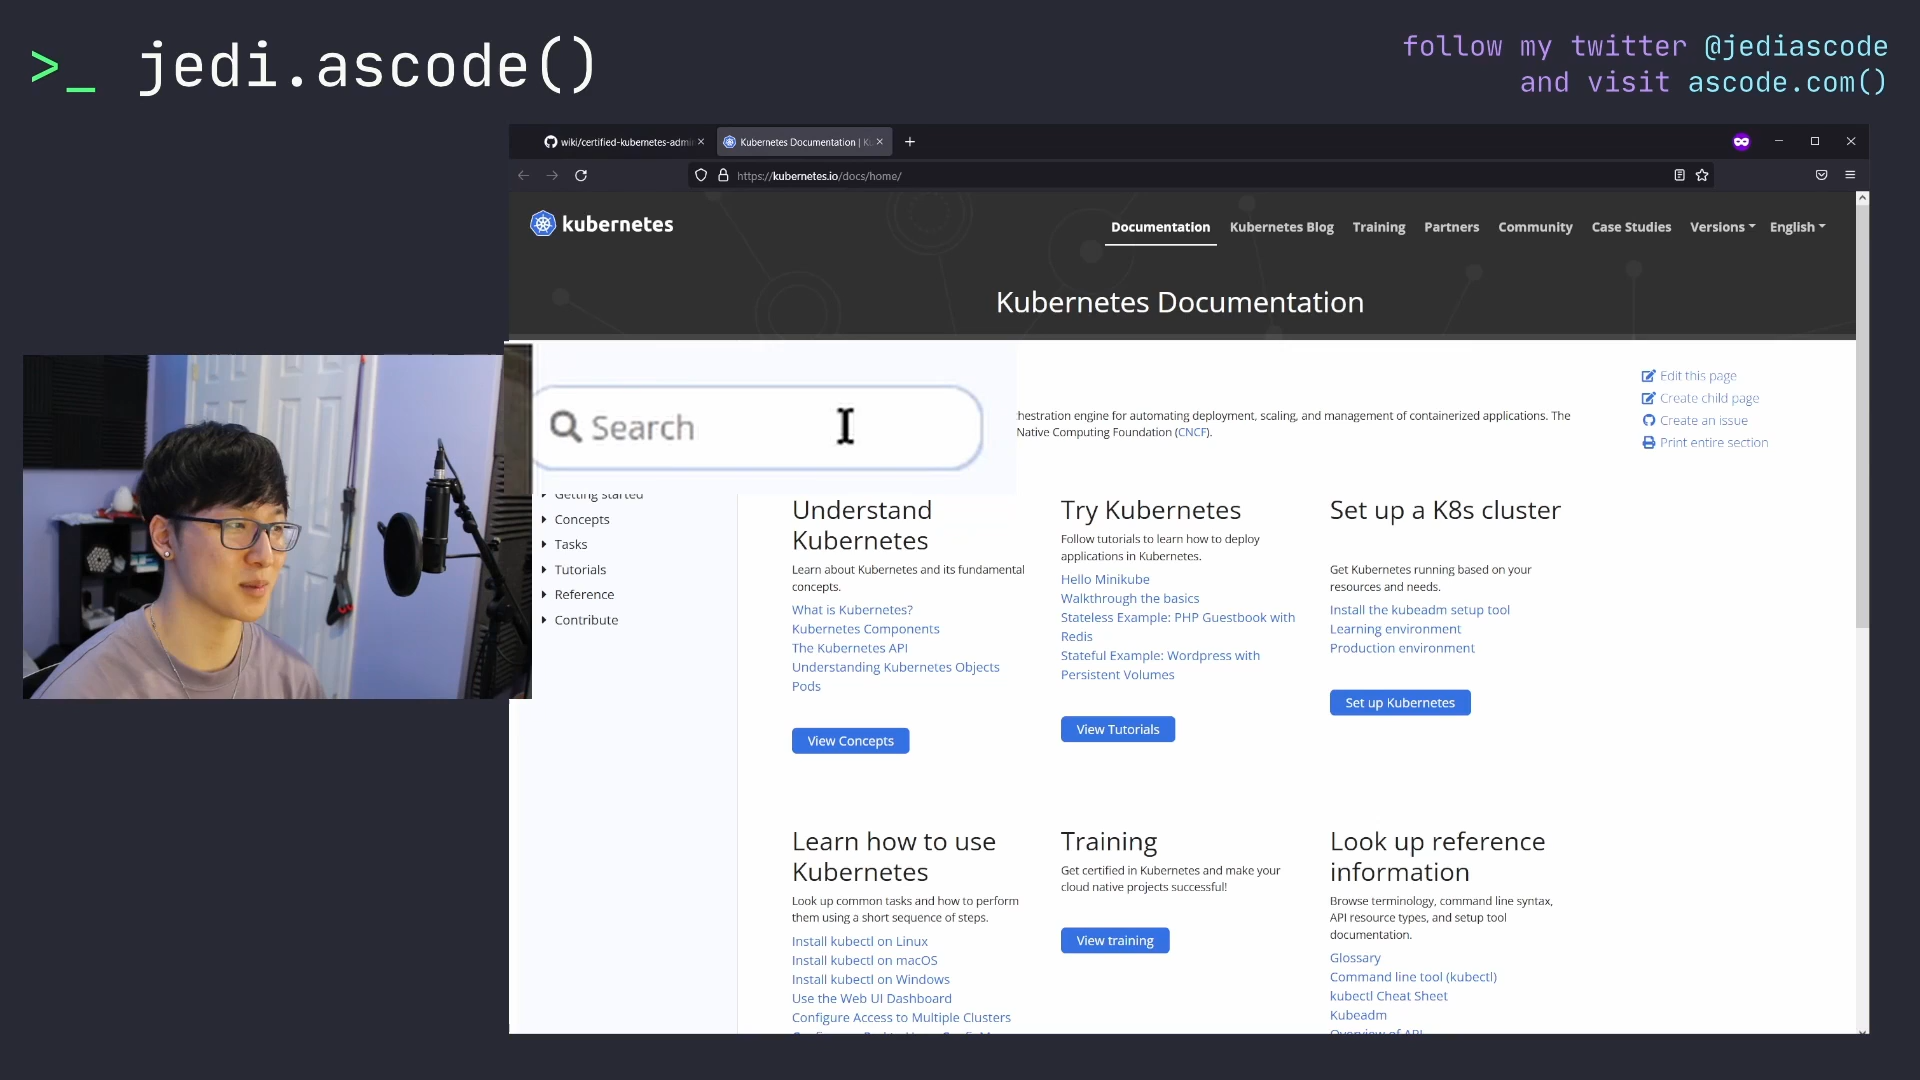 >_ jedi.ascode()
follow my twitter @jediascode
and visit ascode.com()
wiki/certified-kubernetes-admi
Kubernetes Documentation | Ku
https://kubernetes.io/docs/home/
kubernetes
Documentation
Kubernetes Blog
Training
Partners
Community
Case Studies
Versions
English
Kubernetes Documentation
Search
hestration engine for automating deployment, scaling, and management of containerized applications. The
Native Computing Foundation (CNCF).
Edit this page
Create child page
Create an issue
Print entire section
Getting started
Concepts
Tasks
Tutorials
Reference
Contribute
Understand
Kubernetes
Learn about Kubernetes and its fundamental
concepts.
What is Kubernetes?
Kubernetes Components
The Kubernetes API
Understanding Kubernetes Objects
Pods
View Concepts
Try Kubernetes
Follow tutorials to learn how to deploy
applications in Kubernetes.
Hello Minikube
Walkthrough the basics
Stateless Example: PHP Guestbook with
Redis
Stateful Example: Wordpress with
Persistent Volumes
View Tutorials
Set up a K8s cluster
Get Kubernetes running based on your
resources and needs.
Install the kubeadm setup tool
Learning environment
Production environment
Set up Kubernetes
Learn how to use
Kubernetes
Look up common tasks and how to perform
them using a short sequence of steps.
Install kubectl on Linux
Install kubectl on macOS
Install kubectl on Windows
Use the Web UI Dashboard
Configure Access to Multiple Clusters
Training
Get certified in Kubernetes and make your
cloud native projects successful!
View training
Look up reference
information
Browse terminology, command line syntax,
API resource types, and setup tool
documentation.
Glossary
Command line tool (kubectl)
kubectl Cheat Sheet
Kubeadm
Overview of API